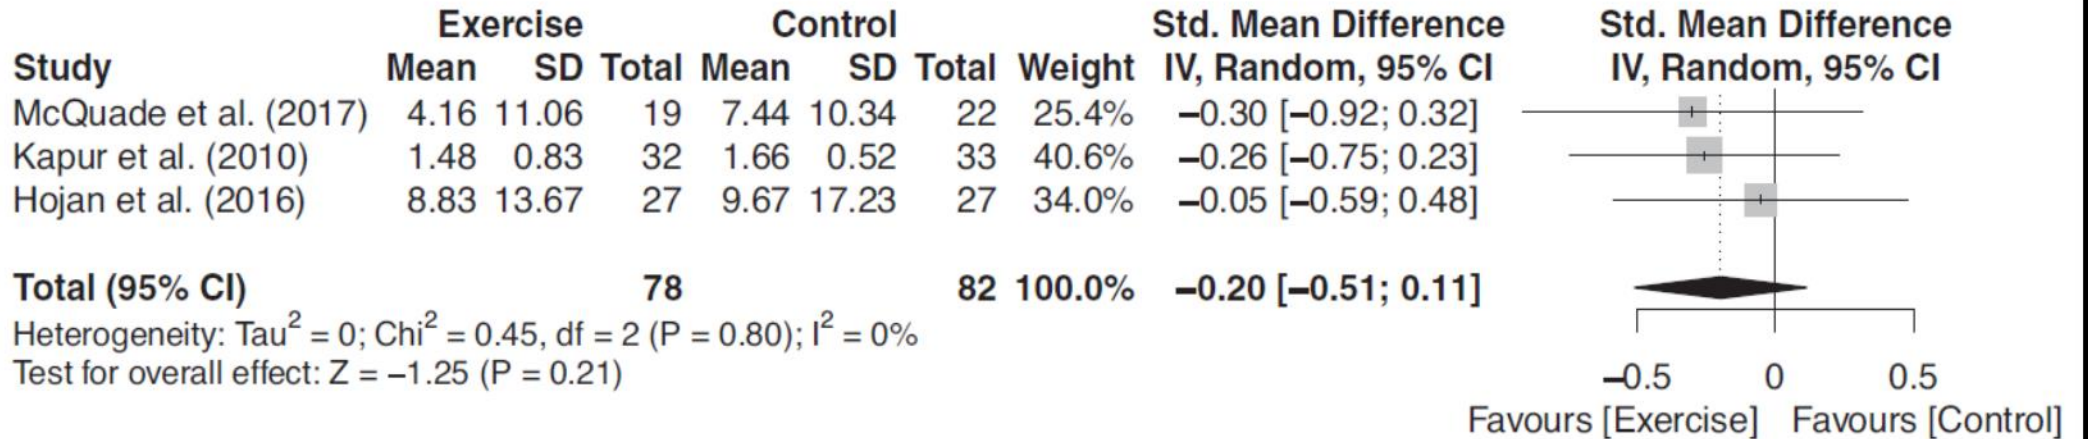 Exercise Control Std. Mean Difference Std. Mean Difference
Study Mean SD Total Mean SD Total Weight IV, Random, 95% CI IV, Random, 95% CI
McQuade et al. (2017) 4.16 11.06 19 7.44 10.34 22 25.4% −0.30 [−0.92; 0.32]
Kapur et al. (2010) 1.48 0.83 32 1.66 0.52 33 40.6% −0.26 [−0.75; 0.23]
Hojan et al. (2016) 8.83 13.67 27 9.67 17.23 27 34.0% −0.05 [−0.59; 0.48]
Total (95% CI) 78 82 100.0% −0.20 [−0.51; 0.11]
Heterogeneity: Tau² = 0; Chi² = 0.45, df = 2 (P = 0.80); I² = 0%
Test for overall effect: Z = −1.25 (P = 0.21)
−0.5 0 0.5
Favours [Exercise] Favours [Control]